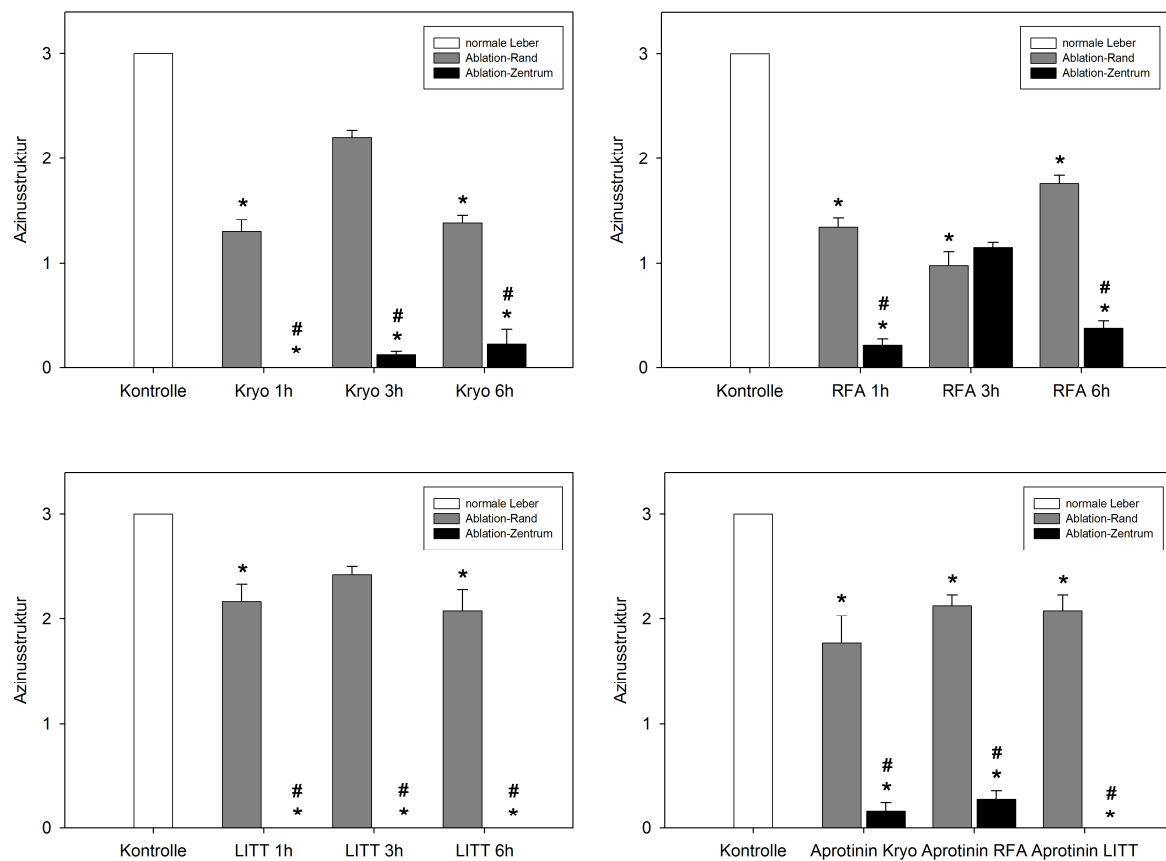 normale Leber
Ablation-Rand
Ablation-Zentrum
Azinusstruktur
3
2
1
0
*
*
#
*
#
*
#
*
Kontrolle Kryo 1h Kryo 3h Kryo 6h
normale Leber
Ablation-Rand
Ablation-Zentrum
Azinusstruktur
3
2
1
0
*
*
*
#
*
#
*
Kontrolle RFA 1h RFA 3h RFA 6h
normale Leber
Ablation-Rand
Ablation-Zentrum
Azinusstruktur
3
2
1
0
*
*
# # #
* * *
Kontrolle LITT 1h LITT 3h LITT 6h
normale Leber
Ablation-Rand
Ablation-Zentrum
Azinusstruktur
3
2
1
0
*
*
*
#
*
#
*
#
*
Kontrolle Aprotinin Kryo Aprotinin RFA Aprotinin LITT